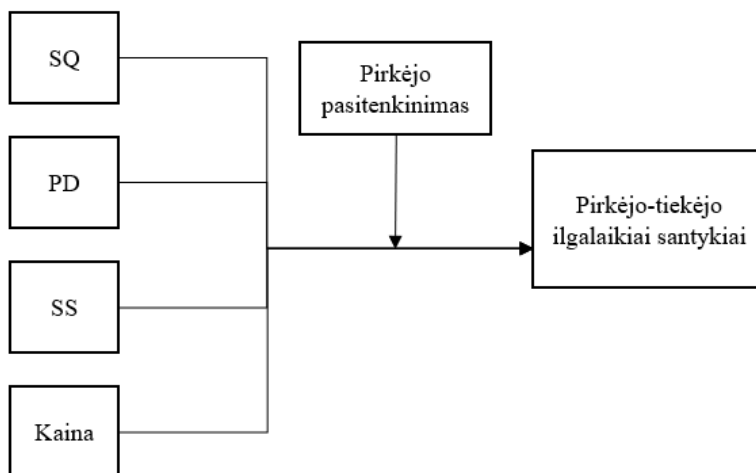 SQ
PD
SS
Kaina
Pirkėjo
pasitenkinimas
Pirkėjo-tiekėjo
ilgalaikiai santykiai